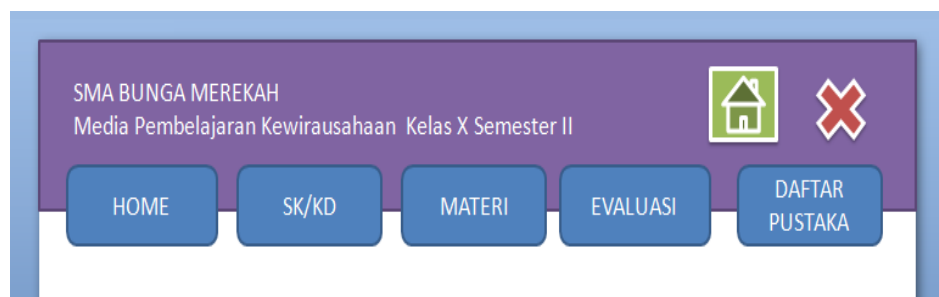 SMA BUNGA MEREKAH
Media Pembelajaran Kewirausahaan Kelas X Semester II
HOME
SK/KD
MATERI
EVALUASI
DAFTAR
PUSTAKA